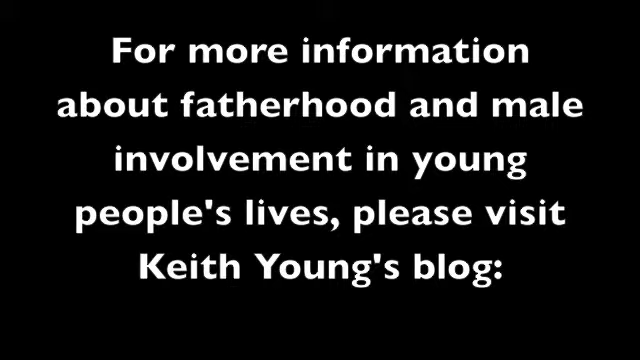 For more information
about fatherhood and male
involvement in young
people's lives, please visit
Keith Young's blog: